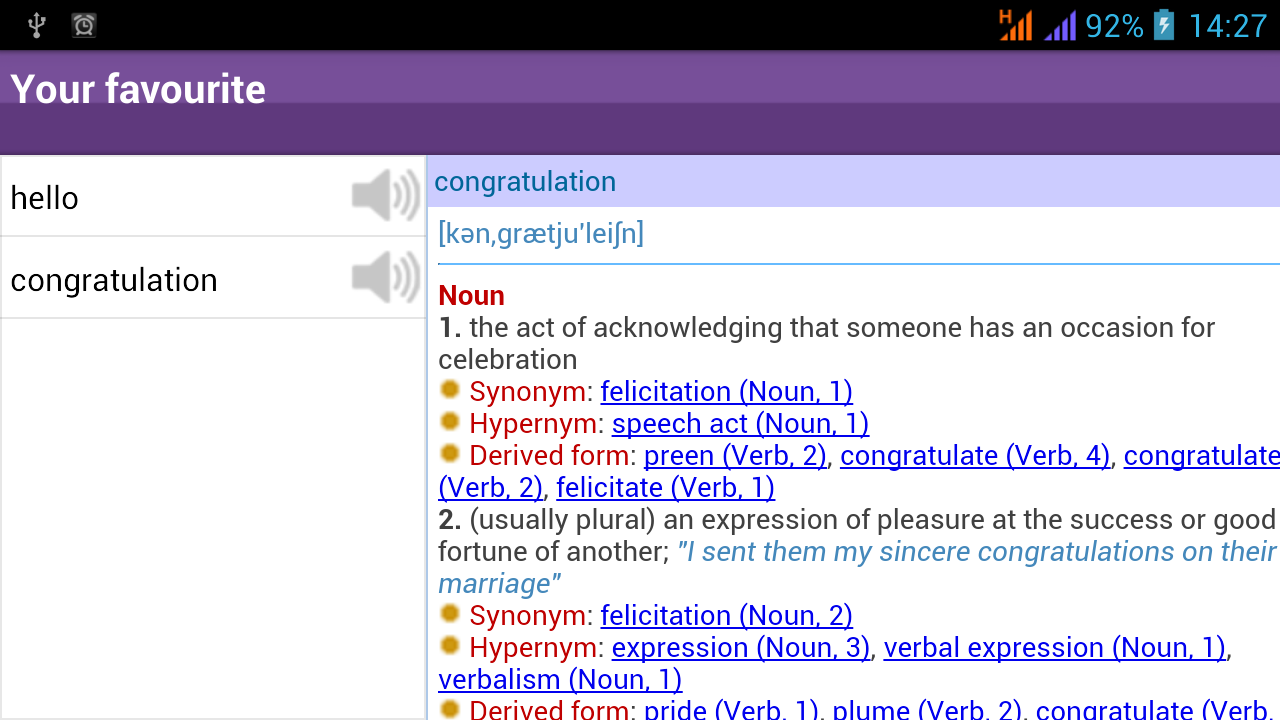 H 92% 14:27
Your favourite
hello
congratulation
congratulation
[kən,grætju'leiʃn]
Noun
1. the act of acknowledging that someone has an occasion for
celebration
Synonym: felicitation (Noun, 1)
Hypernym: speech act (Noun, 1)
Derived form: preen (Verb, 2), congratulate (Verb, 4), congratulate
(Verb, 2), felicitate (Verb, 1)
2. (usually plural) an expression of pleasure at the success or good
fortune of another; "I sent them my sincere congratulations on their
marriage"
Synonym: felicitation (Noun, 2)
Hypernym: expression (Noun, 3), verbal expression (Noun, 1),
verbalism (Noun, 1)
Derived form: pride (Verb, 1), plume (Verb, 2), congratulate (Verb,